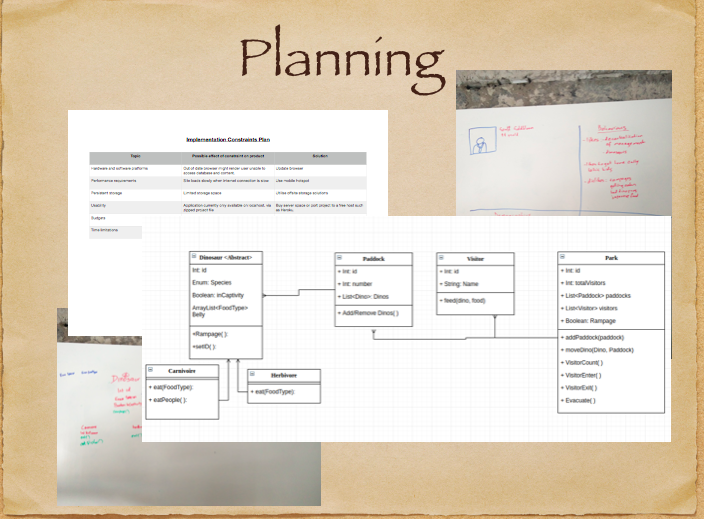 Planning
Implementation Constraints Plan
Topic
Possible effect of constraint on project
Solution
Hardware and software platforms
Out of date browser might render user unable to access database and content.
Update browser
Performance requirements
Site loads slowly when internet connection is slow
Use mobile hotspot
Persistent storage
Limited storage space
Utilise offsite storage solutions
Usability
Application currently only available on localhost, via zipped project file
Buy server space or port project to a free host such as Heroku.
Budgets
Time limitations
Behaviours
Dinosaur
Dinosaur <Abstract>
Int: id
Enum: Species
Boolean: InCaptivity
ArrayList<FoodType>
Belly
+Rampage( ):
+setID( ):
Carnivore
+ eat(FoodType):
+ eatPeople( ):
Herbivore
+ eat(FoodType):
Paddock
+ Int: id
+ Int: number
+ List<Dino>: Dinos
+ Add/Remove Dinos( )
Visitor
+ Int: id
+ String: Name
+ feed(dino, food)
Park
+ Int: id
+ Int: totalVisitors
+ List<Paddock> paddocks
+ List<Visitor> visitors
+ Boolean: Rampage
+ addPaddock(paddock)
+ moveDino(Dino, Paddock)
+ VisitorCount( )
+ VisitorEnter( )
+ VisitorExit( )
+ Evacuate( )